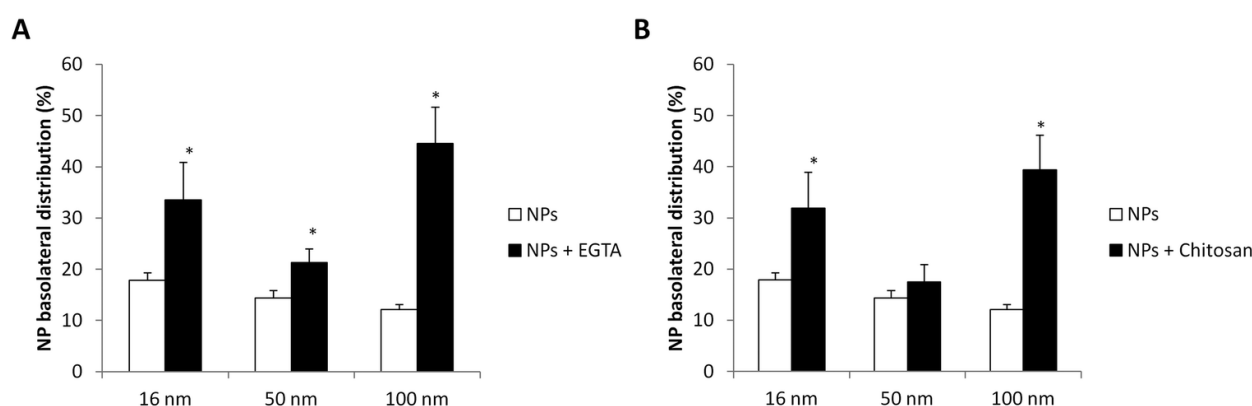 A
NP basolateral distribution (%)
60
50
40
30
20
10
0
*
*
*
16 nm
50 nm
100 nm
NPs
NPs + EGTA
B
NP basolateral distribution (%)
60
50
40
30
20
10
0
*
*
16 nm
50 nm
100 nm
NPs
NPs + Chitosan